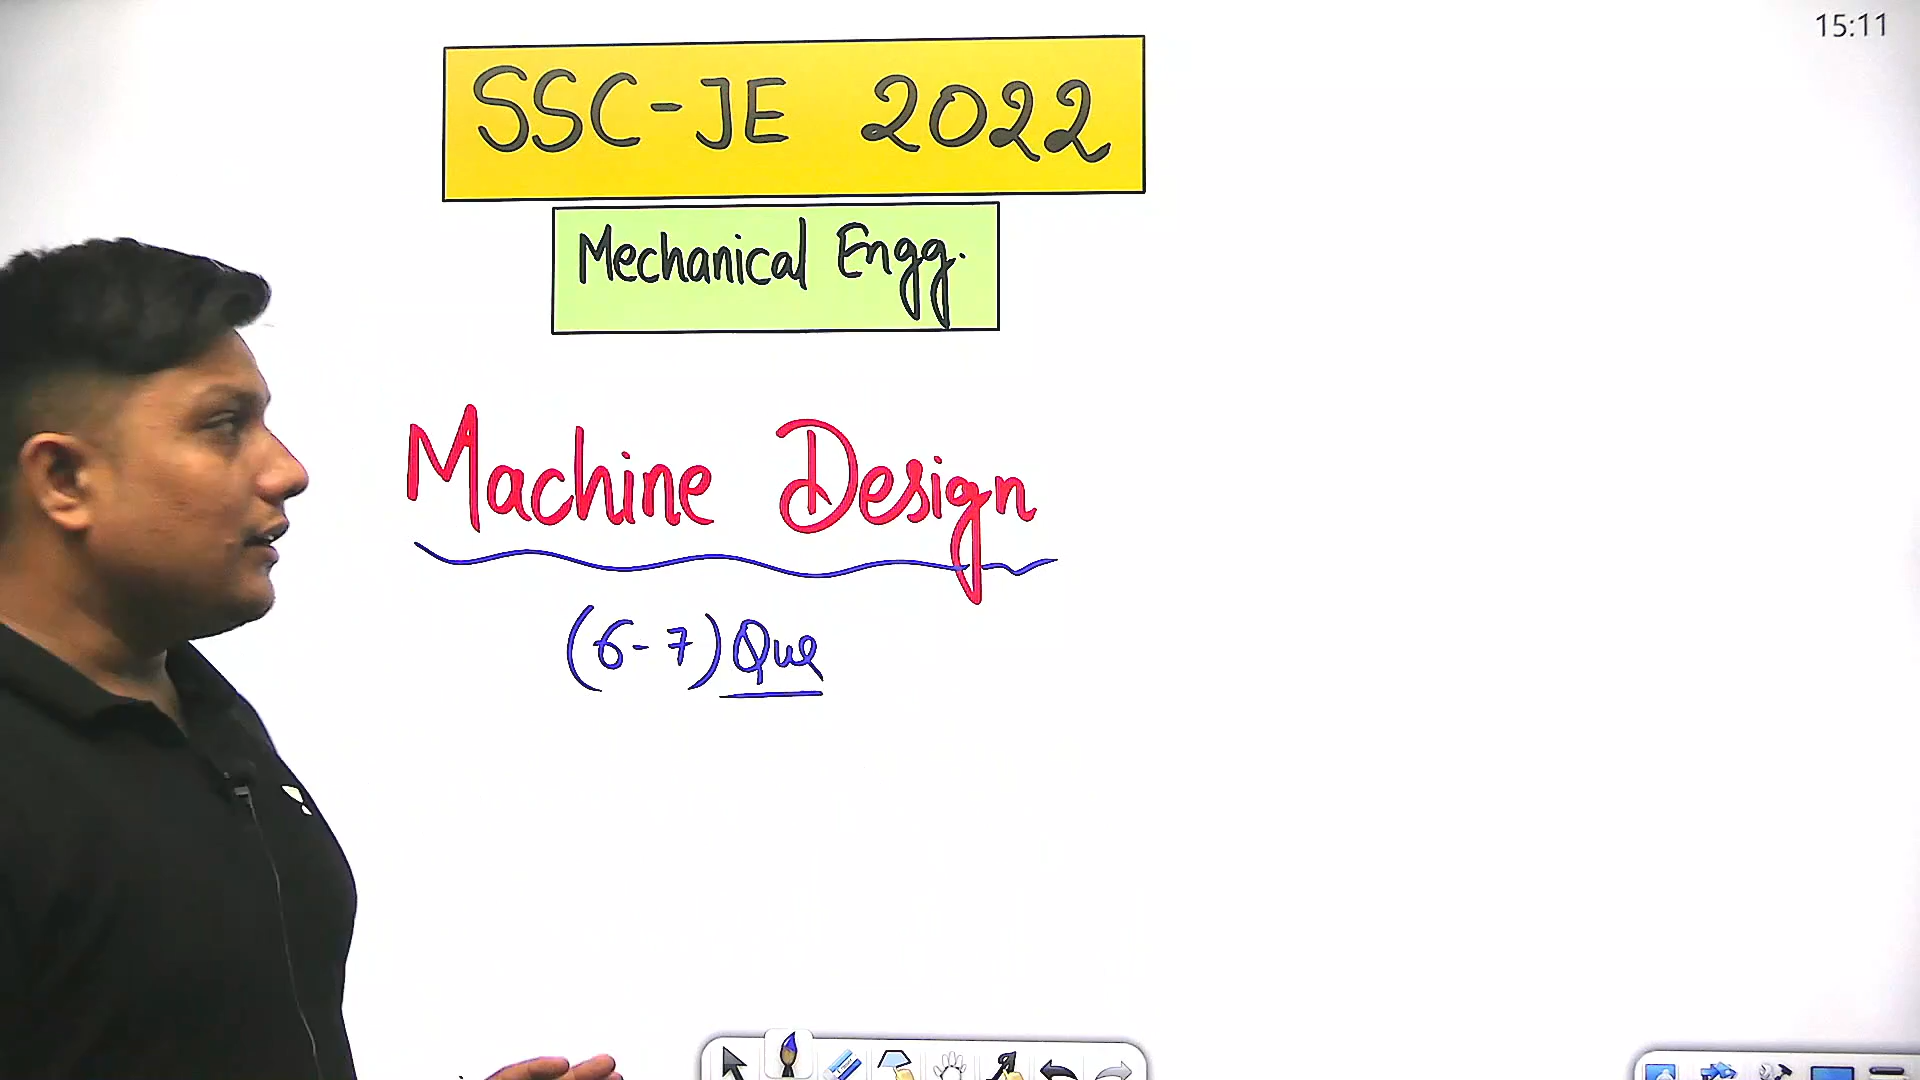 15:11
SSC-JE 2022
Mechanical Engg.
Machine Design
(6-7) Que